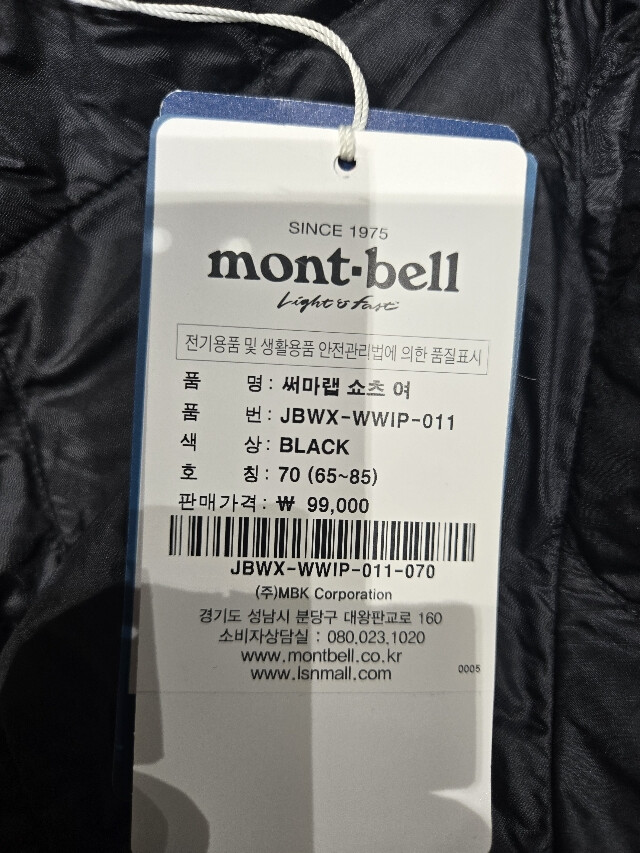 SINCE 1975
mont-bell
Light & Fast
전기용품 및 생활용품 안전관리법에 의한 품질표시
품 명 : 써마랩 쇼츠 여
품 번 : JBWX-WWIP-011
색 상 : BLACK
호 칭 : 70 (65~85)
판매가격 : ₩ 99,000
JBWX-WWIP-011-070
(주)MBK Corporation
경기도 성남시 분당구 대왕판교로 160
소비자상담실 : 080.023.1020
www.montbell.co.kr
www.lsnmall.com
0005